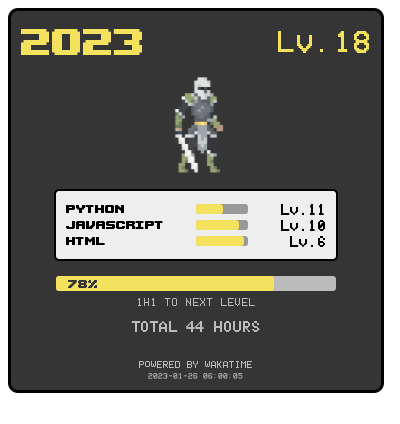 2023 Lv.18
PYTHON Lv.11
JAVASCRIPT Lv.10
HTML Lv.6
78%
1H1 TO NEXT LEVEL
TOTAL 44 HOURS
POWERED BY WAKATIME
2023-01-26 06:00:05